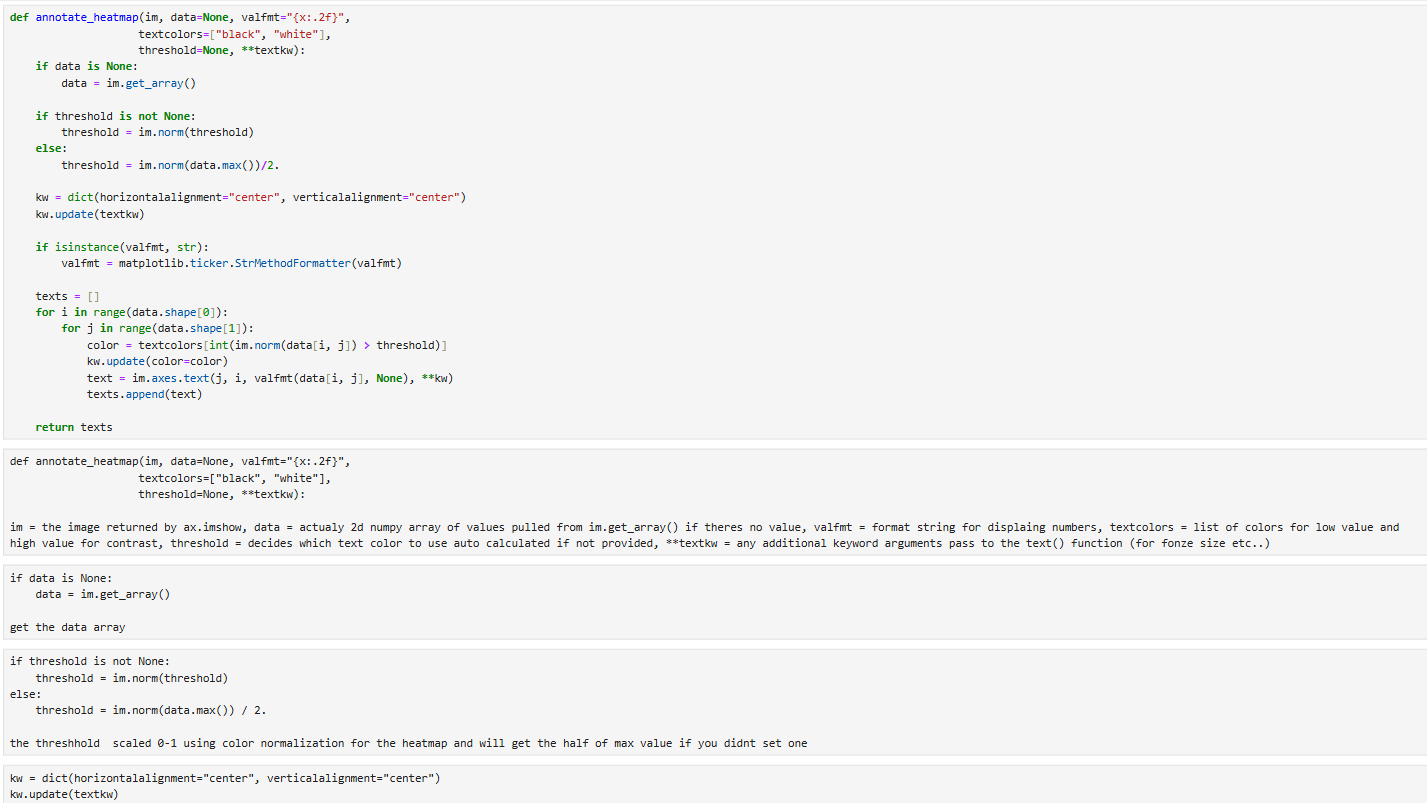 def annotate_heatmap(im, data=None, valfmt="{x:.2f}",
                    textcolors=["black", "white"],
                    threshold=None, **textkw):
    if data is None:
        data = im.get_array()

    if threshold is not None:
        threshold = im.norm(threshold)
    else:
        threshold = im.norm(data.max())/2.

    kw = dict(horizontalalignment="center", verticalalignment="center")
    kw.update(textkw)

    if isinstance(valfmt, str):
        valfmt = matplotlib.ticker.StrMethodFormatter(valfmt)

    texts = []
    for i in range(data.shape[0]):
        for j in range(data.shape[1]):
            color = textcolors[int(im.norm(data[i, j]) > threshold)]
            kw.update(color=color)
            text = im.axes.text(j, i, valfmt(data[i, j], None), **kw)
            texts.append(text)

    return texts

def annotate_heatmap(im, data=None, valfmt="{x:.2f}",
                    textcolors=["black", "white"],
                    threshold=None, **textkw):

im = the image returned by ax.imshow, data = actualy 2d numpy array of values pulled from im.get_array() if theres no value, valfmt = format string for displaing numbers, textcolors = list of colors for low value and
high value for contrast, threshold = decides which text color to use auto calculated if not provided, **textkw = any additional keyword arguments pass to the text() function (for fonze size etc..)

if data is None:
    data = im.get_array()

get the data array

if threshold is not None:
    threshold = im.norm(threshold)
else:
    threshold = im.norm(data.max()) / 2.

the threshhold  scaled 0-1 using color normalization for the heatmap and will get the half of max value if you didnt set one

kw = dict(horizontalalignment="center", verticalalignment="center")
kw.update(textkw)